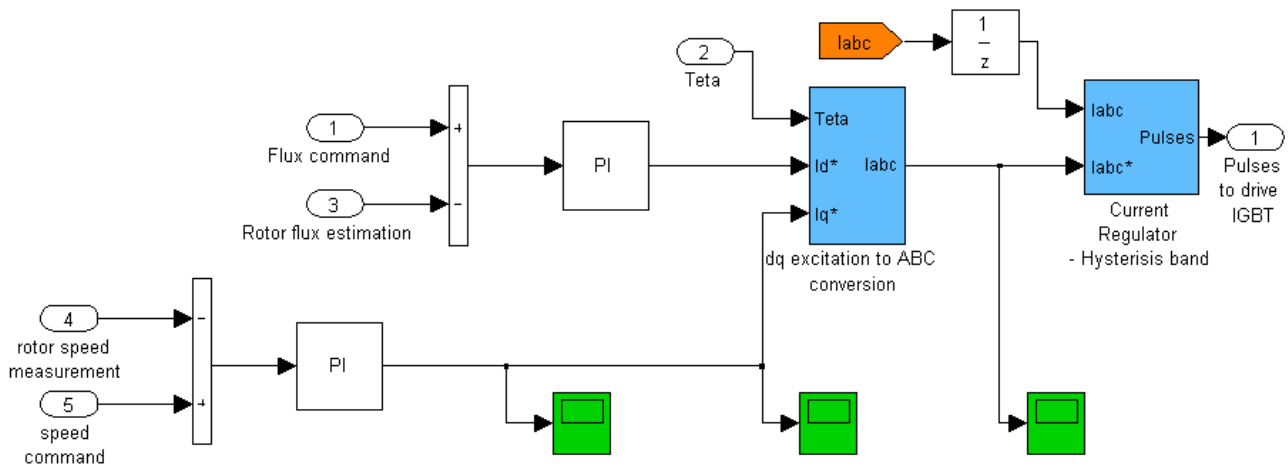 Iabc
1
z
2
Teta
1
Flux command
+
−
3
Rotor flux estimation
PI
Teta
Id*
Iq*
Iabc
dq excitation to ABC
conversion
Iabc
Iabc*
Pulses
Current
Regulator
- Hysterisis band
1
Pulses
to drive
IGBT
4
rotor speed
measurement
−
+
5
speed
command
PI